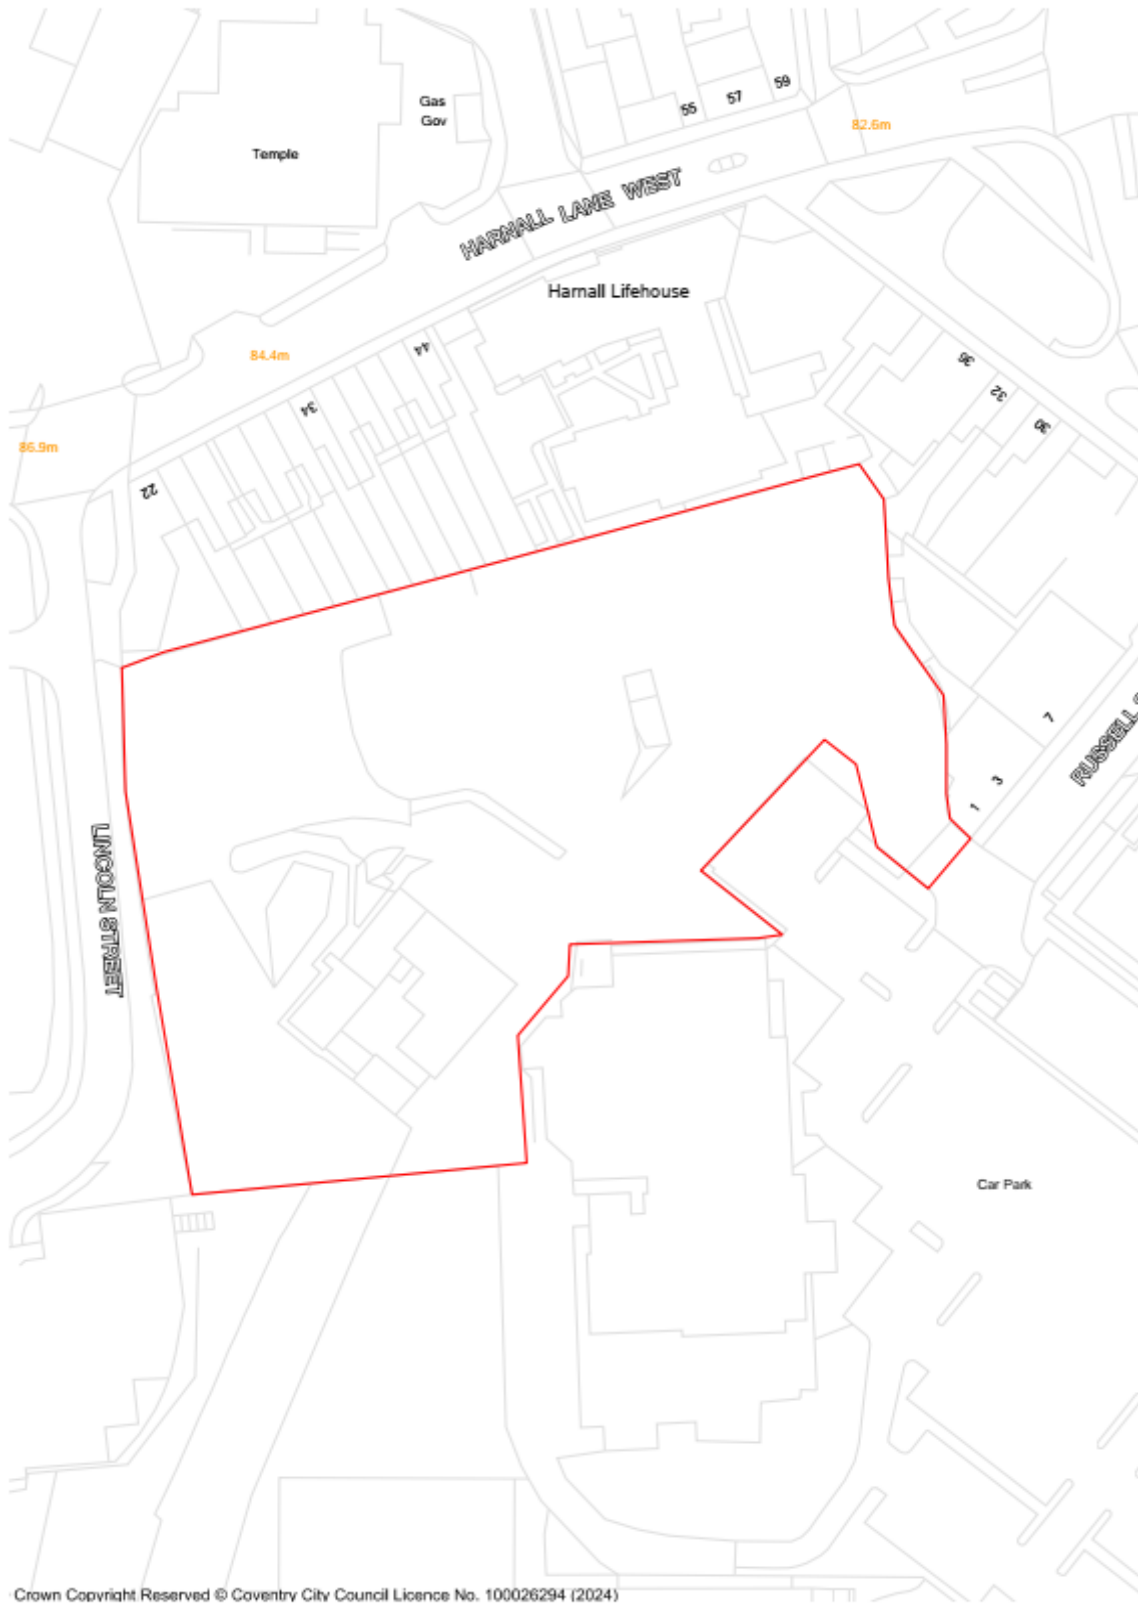 59
57
55
Gas
Gov
82.6m
Temple
HARNALL LANE WEST
Harnall Lifehouse
84.4m
44
36
32
34
30
86.9m
22
7
RUSSELL S
3
1
LINCOLN STREET
Car Park
Crown Copyright Reserved © Coventry City Council Licence No. 100026294 (2024)